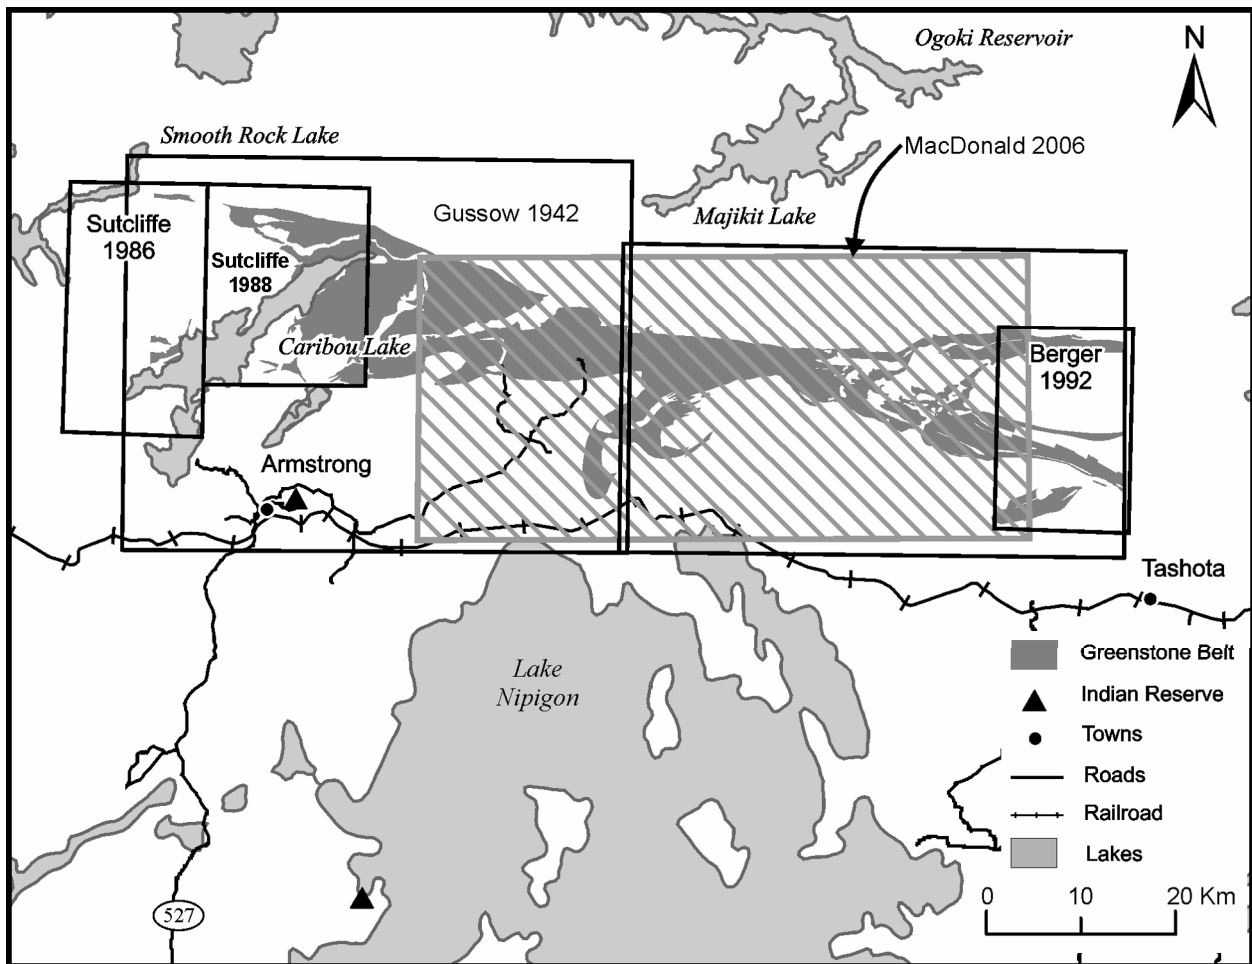 Ogoki Reservoir
N
Smooth Rock Lake
MacDonald 2006
Gussow 1942
Majikit Lake
Sutcliffe
1986
Sutcliffe
1988
Caribou Lake
Berger
1992
Armstrong
Tashota
Lake
Nipigon
Greenstone Belt
Indian Reserve
Towns
Roads
Railroad
Lakes
0 10 20 Km
527